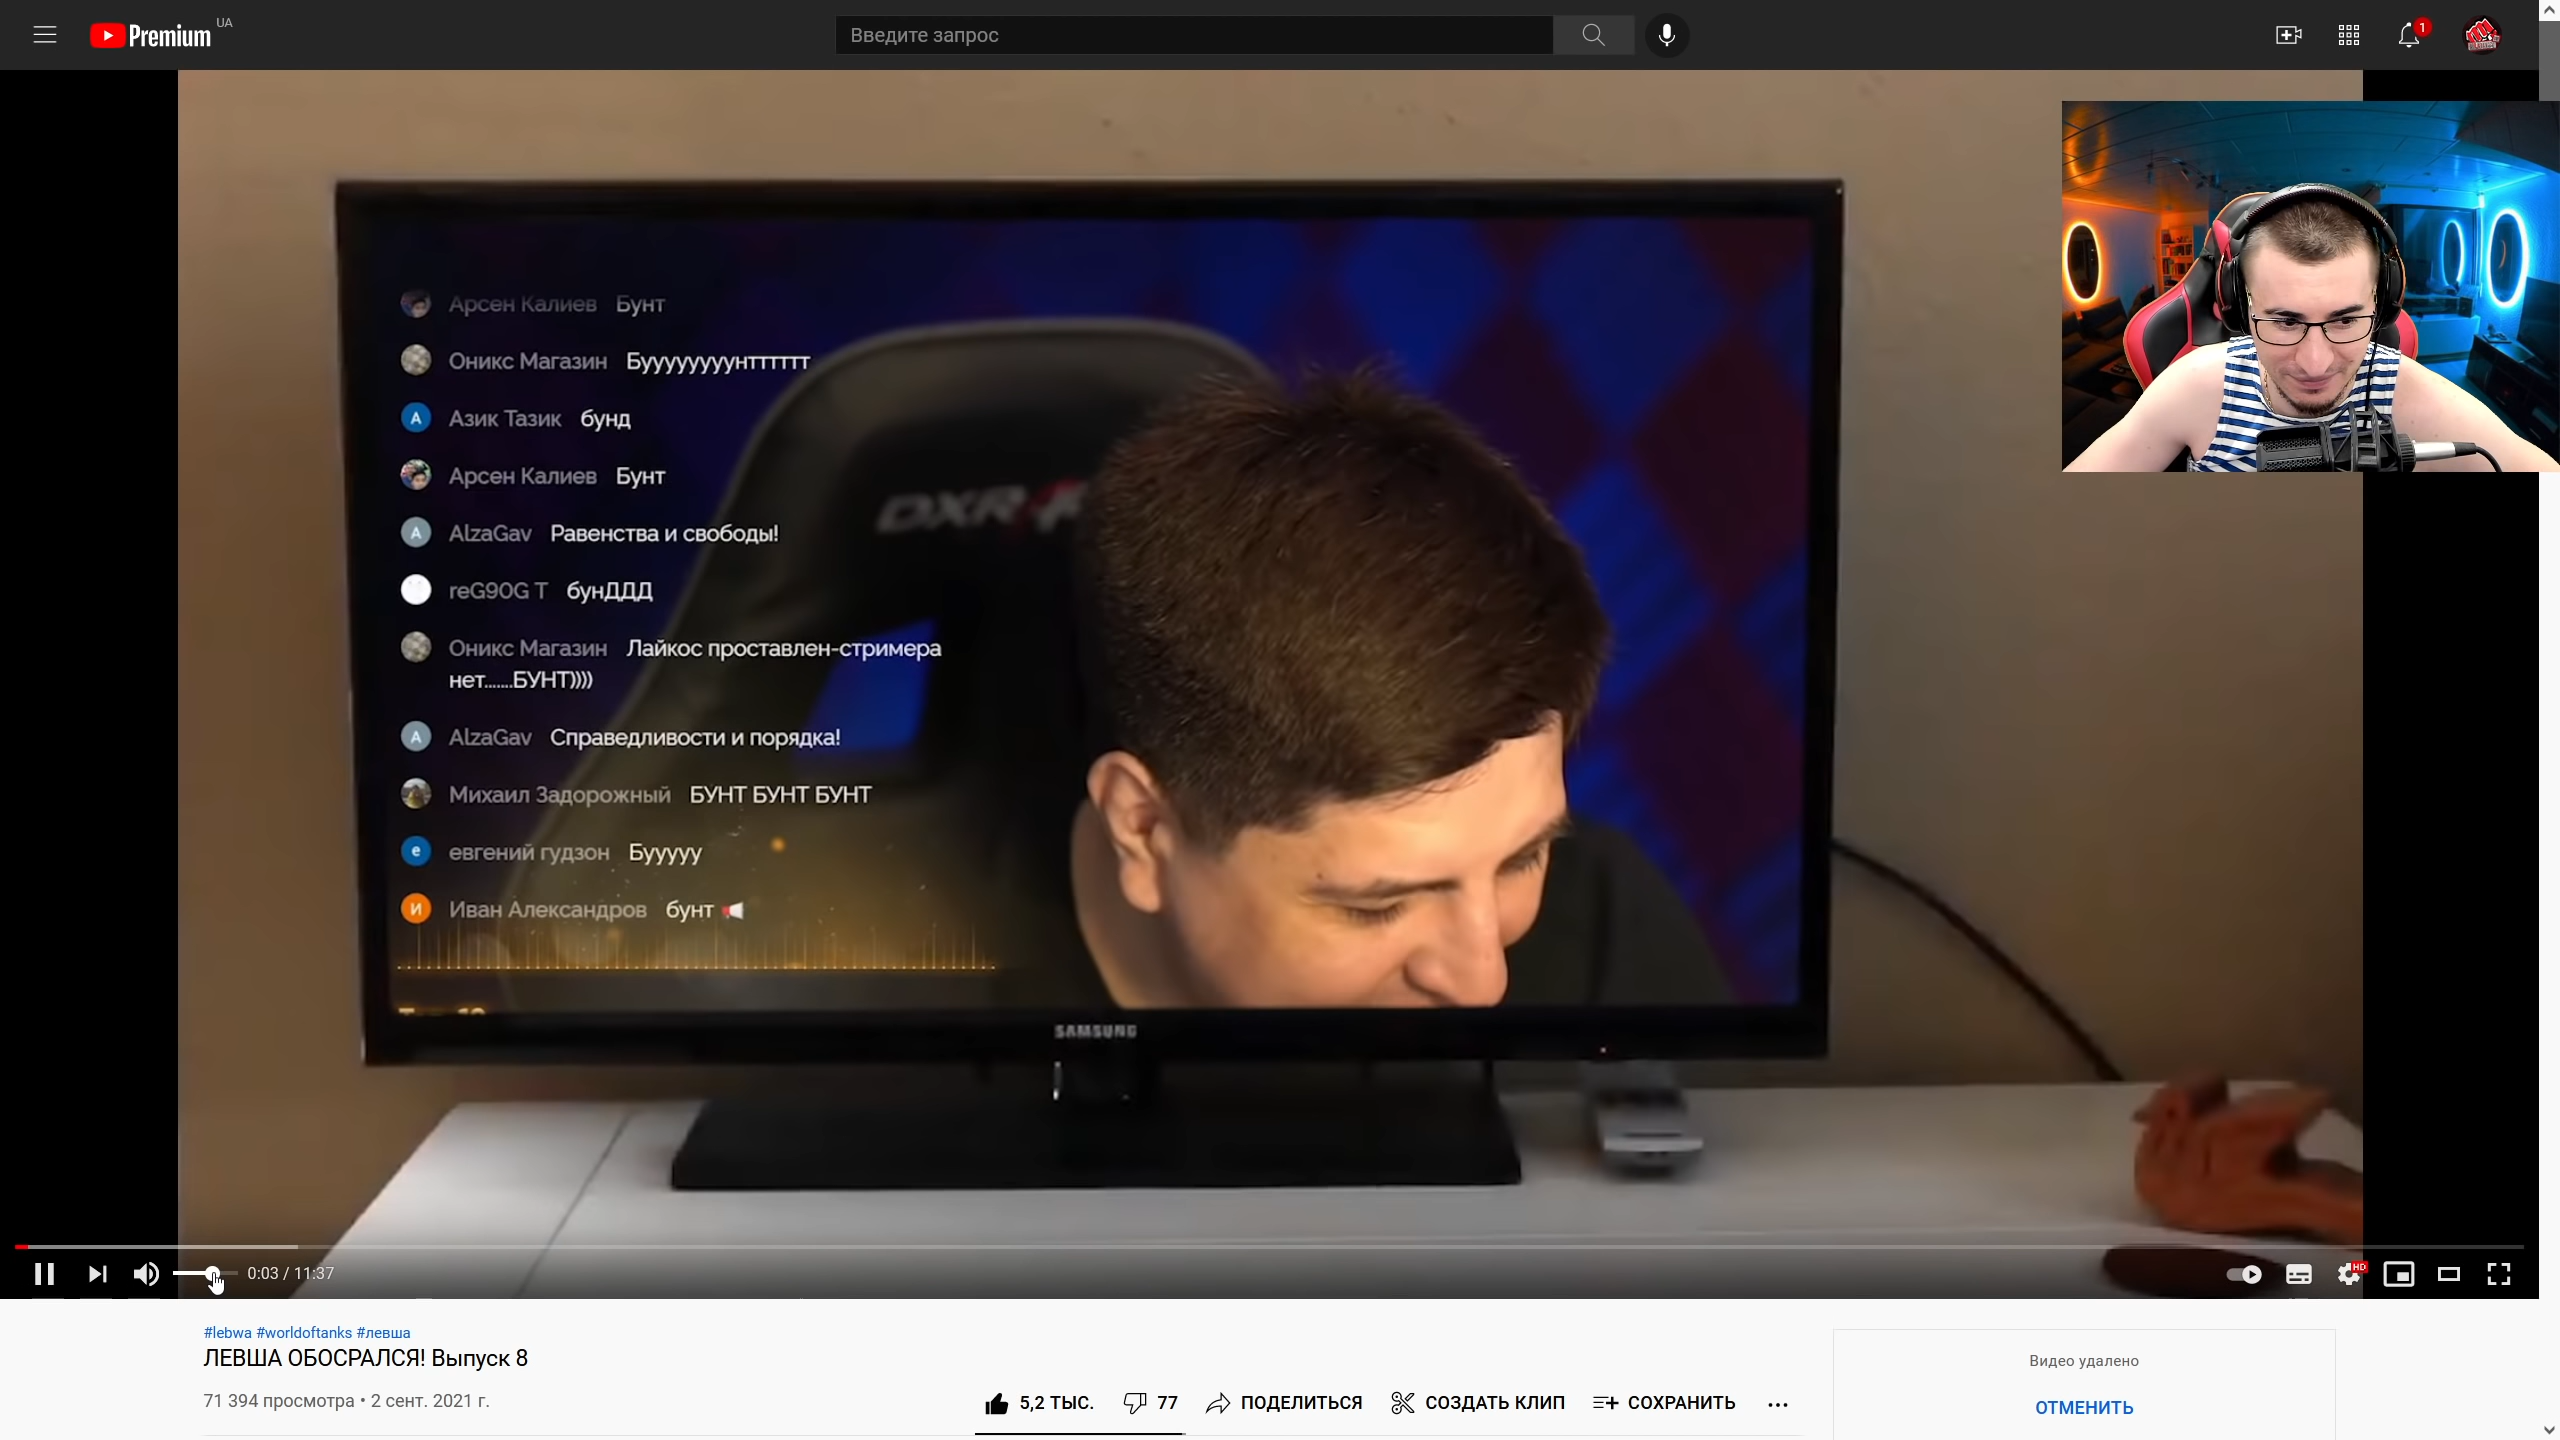 Premium UA
Введите запрос
1
Арсен Калиев Бунт
Оникс Магазин Буууууууунтттттт
Азик Тазик бунд
Арсен Калиев Бунт
AlzaGav Равенства и свободы!
reG90G T бунДДД
Оникс Магазин Лайкос проставлен-стримера
нет.......БУНТ))))
AlzaGav Справедливости и порядка!
Михаил Задорожный БУНТ БУНТ БУНТ
евгений гудзон Бууууу
Иван Александров бунт
DXR
SAMSUNG
0:03 / 11:37
HD
#lebwa #worldoftanks #левша
ЛЕВША ОБОСРАЛСЯ! Выпуск 8
71 394 просмотра • 2 сент. 2021 г.
5,2 ТЫС. 77 ПОДЕЛИТЬСЯ СОЗДАТЬ КЛИП СОХРАНИТЬ ...
Видео удалено
ОТМЕНИТЬ